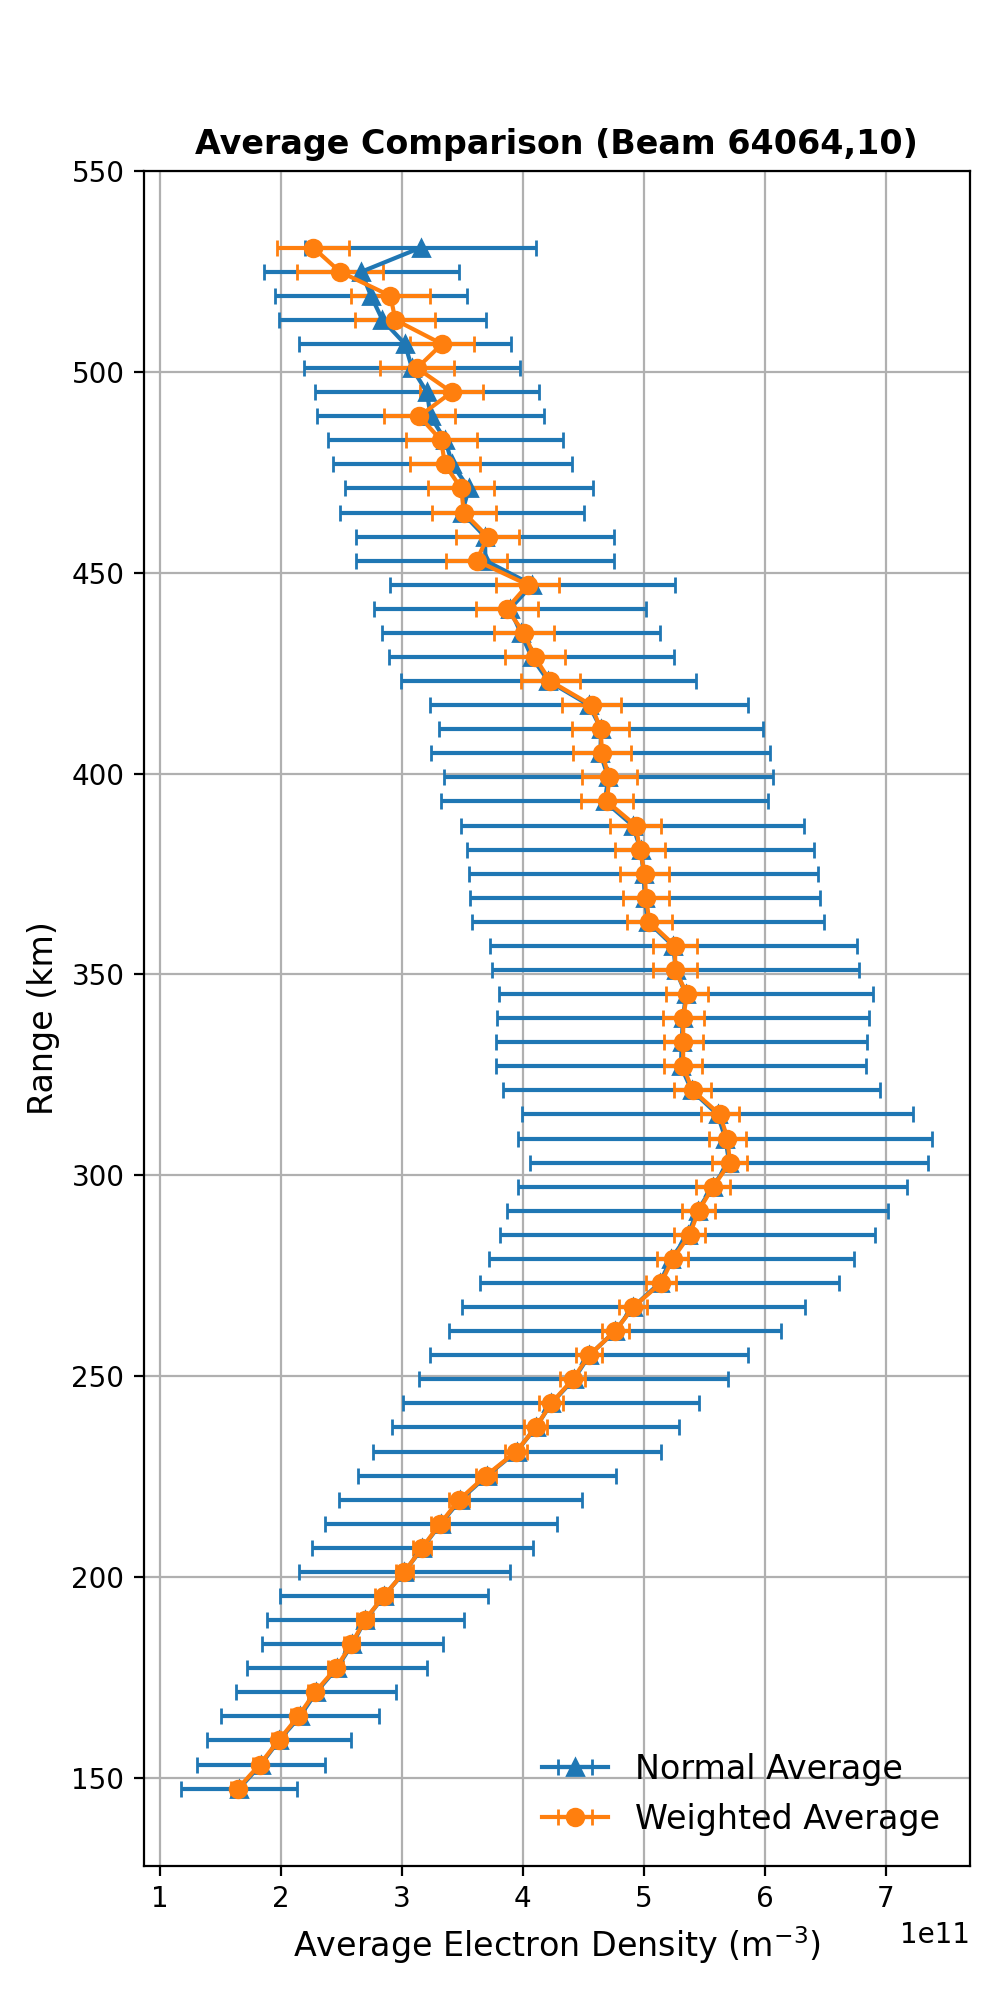 Average Comparison (Beam 64064,10)
550
500
450
400
350
300
250
200
150
Range (km)
Normal Average
Weighted Average
1 2 3 4 5 6 7
1e11
Average Electron Density (m⁻³)